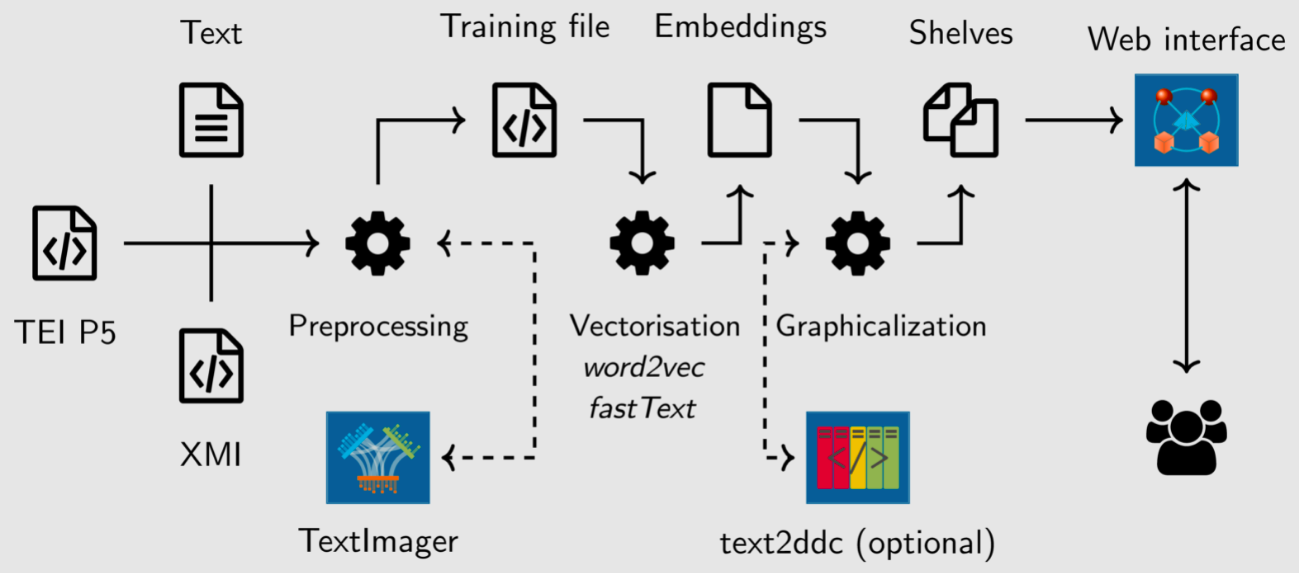 Text
Training file
Embeddings
Shelves
Web interface
TEI P5
XMI
Preprocessing
Vectorisation
word2vec
fastText
Graphicalization
TextImager
text2ddc (optional)